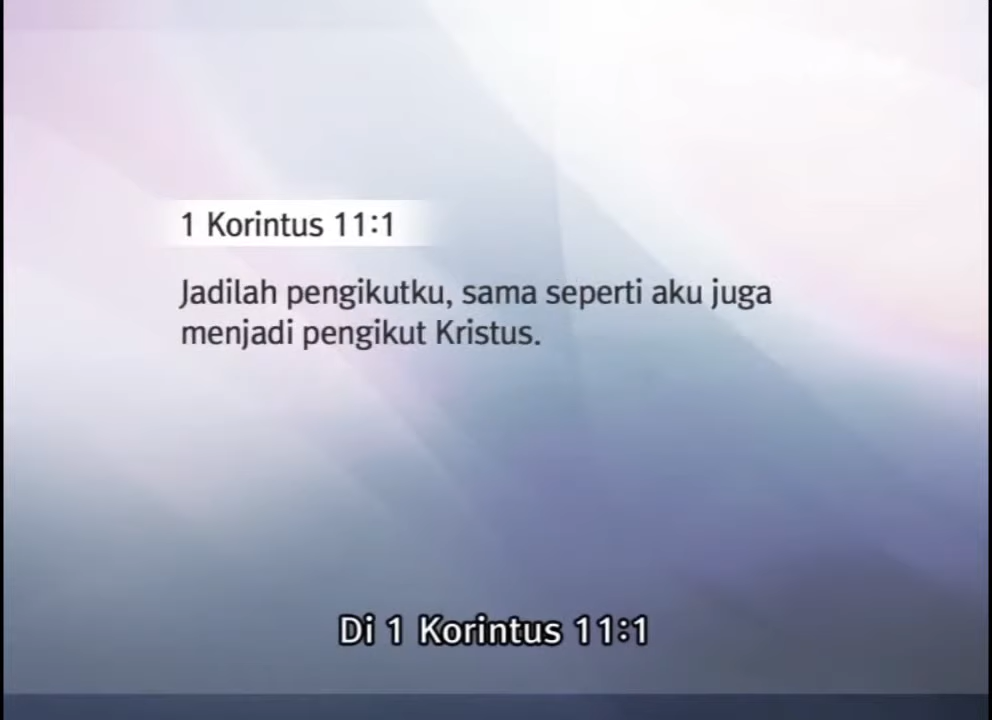 1 Korintus 11:1
Jadilah pengikutku, sama seperti aku juga
menjadi pengikut Kristus.
Di 1 Korintus 11:1